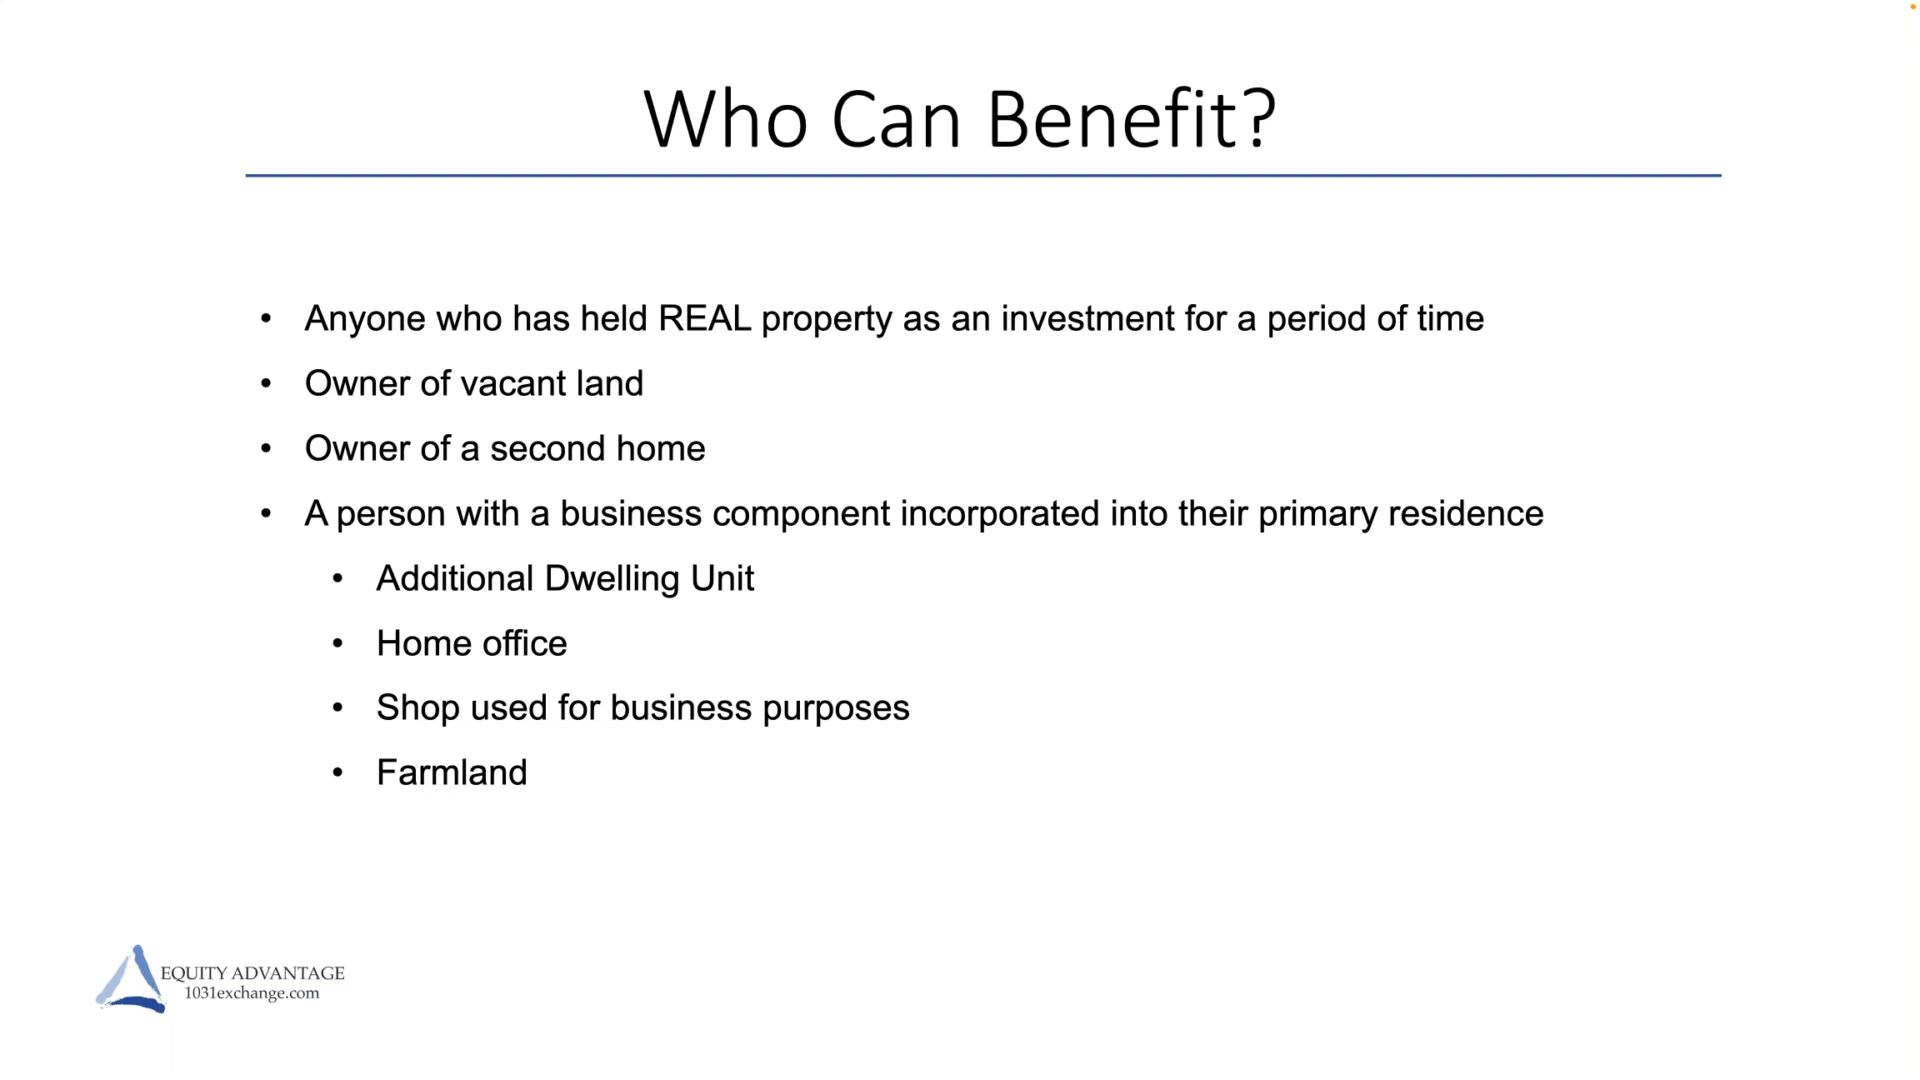 Who Can Benefit?
• Anyone who has held REAL property as an investment for a period of time
• Owner of vacant land
• Owner of a second home
• A person with a business component incorporated into their primary residence
• Additional Dwelling Unit
• Home office
• Shop used for business purposes
• Farmland
EQUITY ADVANTAGE
1031exchange.com